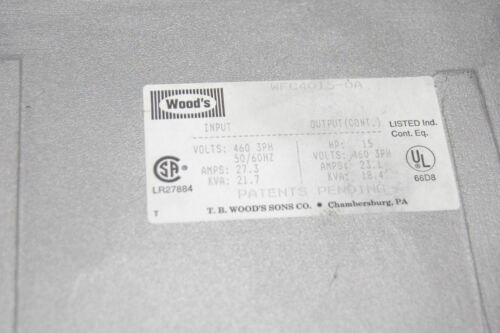 WFC4015-0A
Wood's
INPUT OUTPUT(CONT.)
LISTED Ind.
Cont. Eq.
VOLTS: 460 3PH
50/60HZ
AMPS: 27.3
KVA: 21.7
HP: 15
VOLTS: 460 3PH
AMPS: 23.1
KVA: 18.4
SA
LR27884
UL
66D8
PATENTS PENDING
T
T. B. WOOD'S SONS CO. • Chambersburg, PA